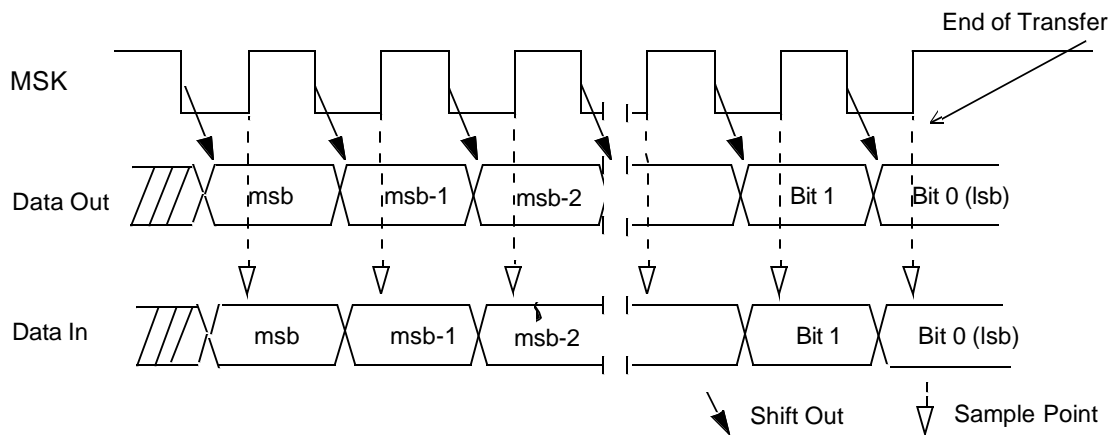 End of Transfer
MSK
Data Out
msb
msb-1
msb-2
Bit 1
Bit 0 (lsb)
Data In
msb
msb-1
msb-2
Bit 1
Bit 0 (lsb)
Shift Out
Sample Point